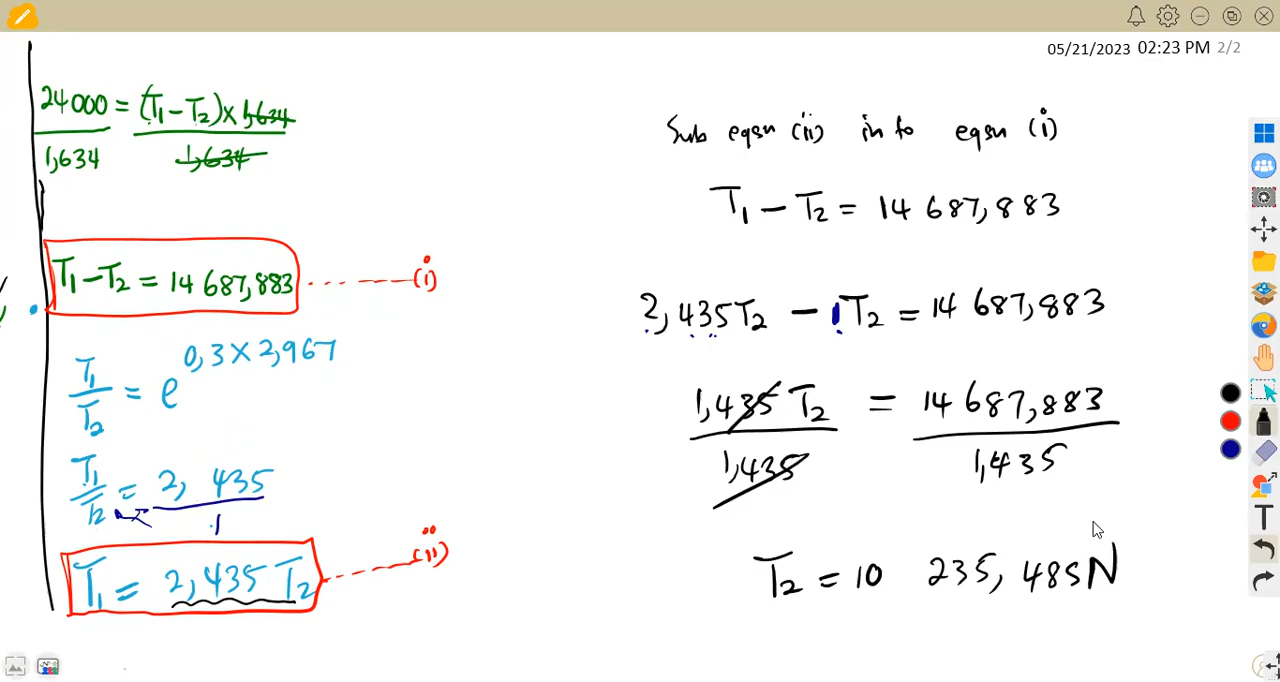 05/21/2023 02:23 PM 2/2
24000 = (T₁ – T₂) × 1,634
1,634 1,634
T₁ – T₂ = 14 687,883 -----(i)
T₁/T₂ = e^0,3 × 2,967
T₁/T₂ = 2,435/1
T₁ = 2,435 T₂ -----(ii)
Sub eqsn (ii) in to eqsn (i)
T₁ – T₂ = 14 687,883
2,435T₂ – 1T₂ = 14 687,883
1,435 T₂ = 14 687,883
1,435 1,435
T₂ = 10 235,485N